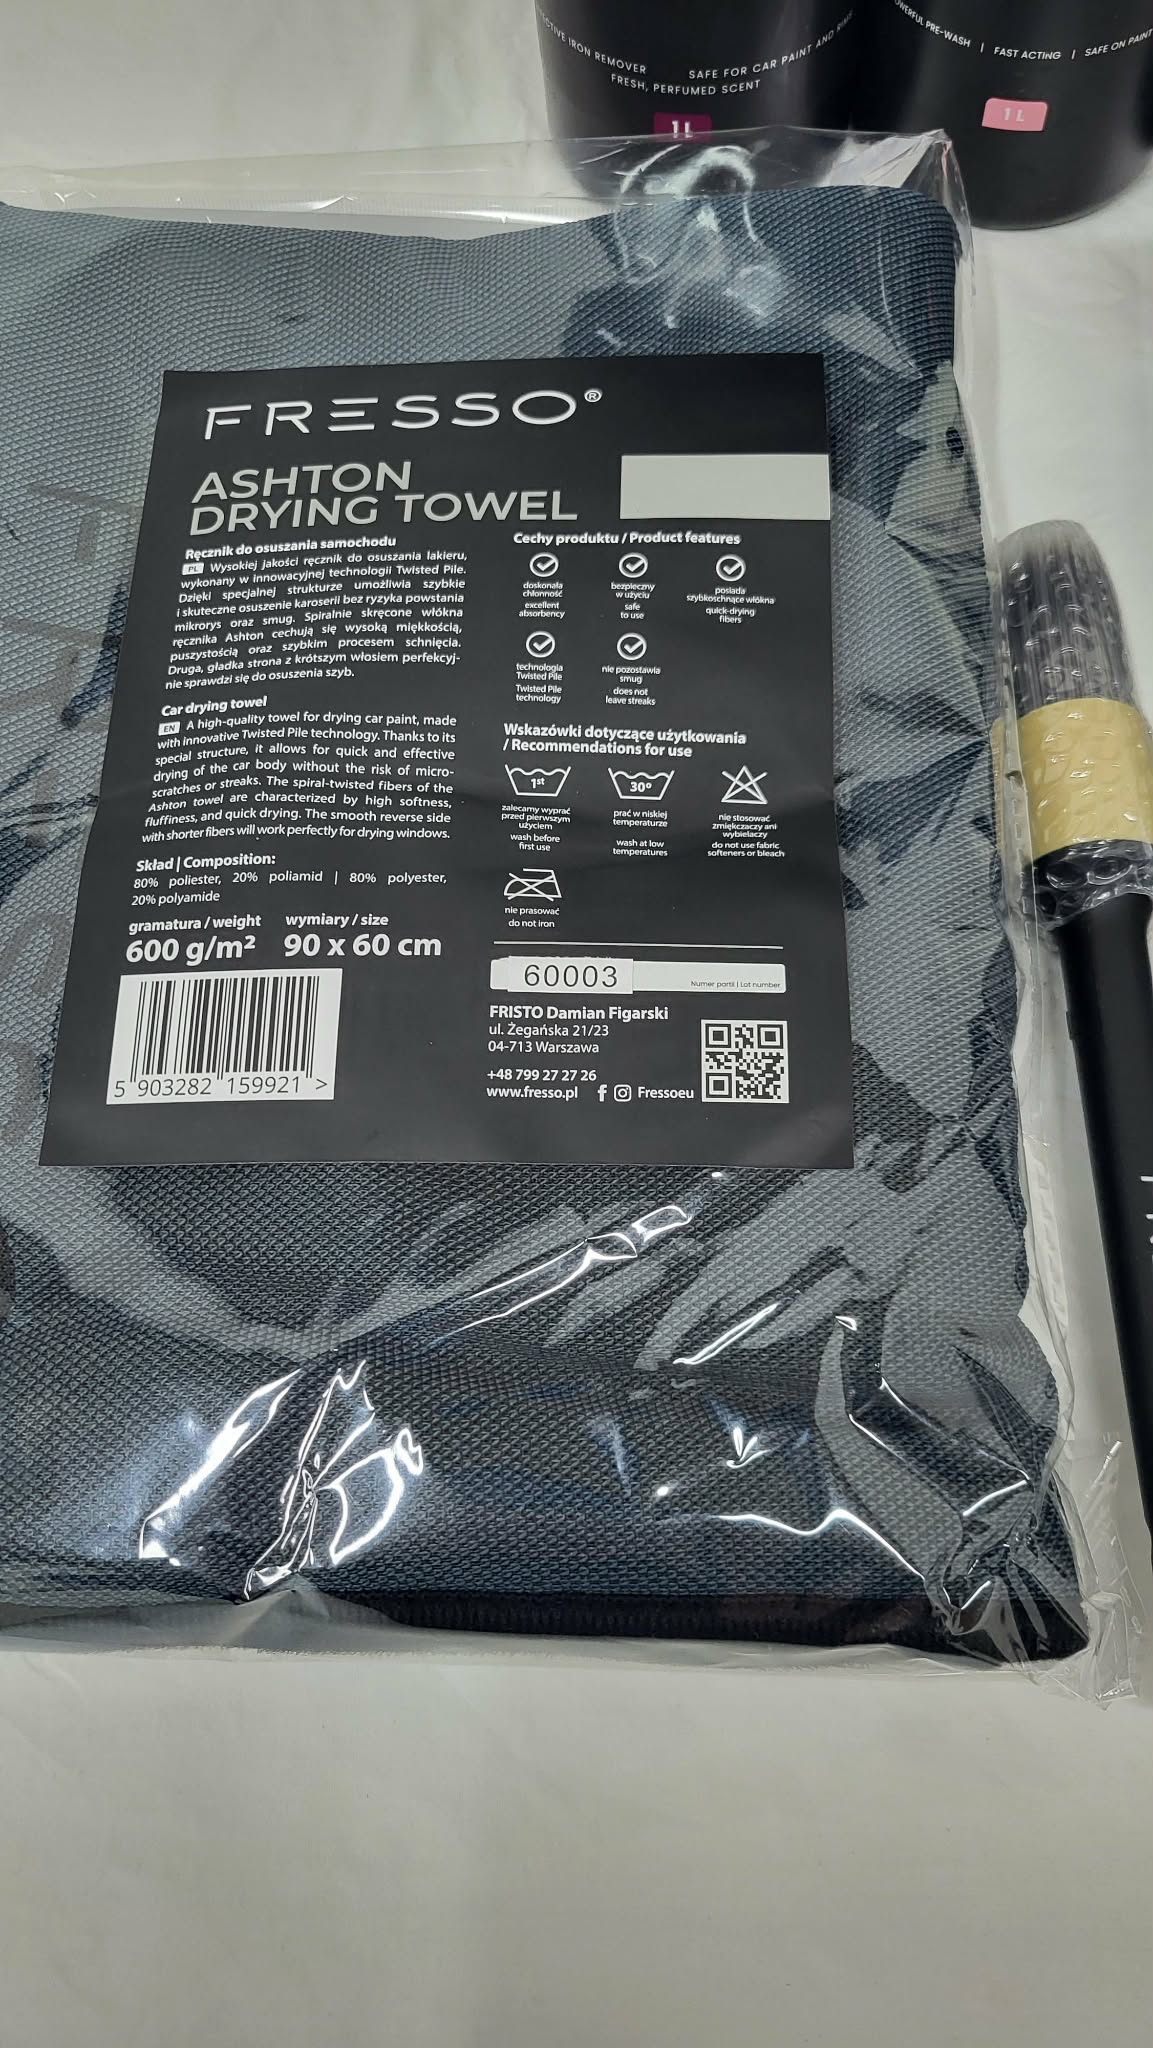 IRON REMOVER
SAFE FOR CAR PAINT AND
FRESH, PERFUMED SCENT
1 L
PRE-WASH | FAST ACTING | SAFE ON PAINT
1 L
FRESSO®
ASHTON
DRYING TOWEL
Ręcznik do osuszania samochodu
PL Wysokiej jakości ręcznik do osuszania lakieru,
wykonany w innowacyjnej technologii Twisted Pile.
Dzięki specjalnej strukturze umożliwia szybkie
i skuteczne osuszenie karoserii bez ryzyka powstania
mikrorys oraz smug. Spiralnie skręcone włókna
ręcznika Ashton cechują się wysoką miękkością,
puszystością oraz szybkim procesem schnięcia.
Druga, gładka strona z krótszym włosiem perfekcyj-
nie sprawdzi się do osuszenia szyb.
Car drying towel
EN A high-quality towel for drying car paint, made
with innovative Twisted Pile technology. Thanks to its
special structure, it allows for quick and effective
drying of the car body without the risk of micro-
scratches or streaks. The spiral-twisted fibers of the
Ashton towel are characterized by high softness,
fluffiness, and quick drying. The smooth reverse side
with shorter fibers will work perfectly for drying windows.
Skład | Composition:
80% poliester, 20% poliamid | 80% polyester,
20% polyamide
gramatura / weight
600 g/m²
wymiary / size
90 x 60 cm
5 903282 159921 >
Cechy produktu / Product features
doskonała
chłonność
excellent
absorbency
bezpieczny
w użyciu
safe
to use
posiada
szybkoschnące włókna
quick-drying
fibers
technologia
Twisted Pile
Twisted Pile
technology
nie pozostawia
smug
does not
leave streaks
Wskazówki dotyczące użytkowania
/ Recommendations for use
1st
zalecamy wyprać
przed pierwszym
użyciem
wash before
first use
30°
prać w niskiej
temperaturze
wash at low
temperatures
nie stosować
zmiękczaczy ani
wybielaczy
do not use fabric
softeners or bleach
nie prasować
do not iron
60003
Numer partii | Lot number
FRISTO Damian Figarski
ul. Żegańska 21/23
04-713 Warszawa
+48 799 27 27 26
www.fresso.pl
Fressoeu